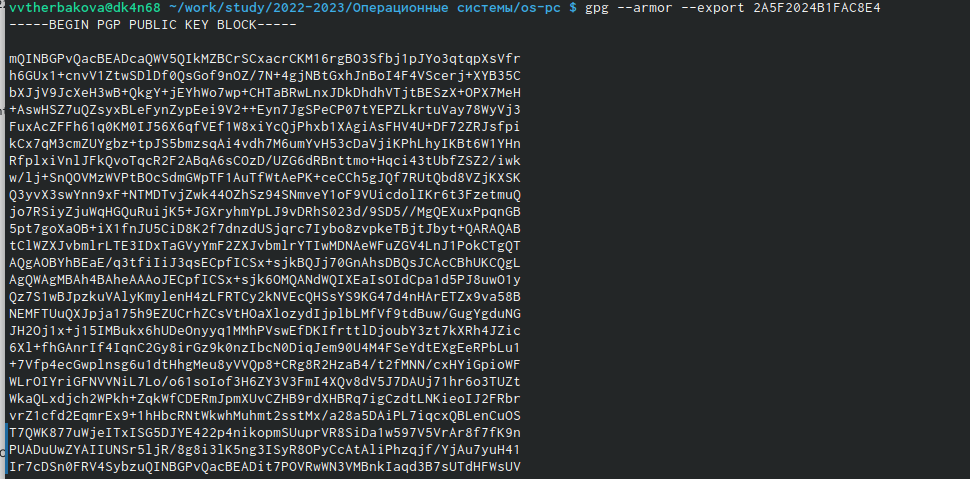 vvtherbakova@dk4n68 ~/work/study/2022-2023/Операционные системы/os-pc $ gpg --armor --export 2A5F2024B1FAC8E4
-----BEGIN PGP PUBLIC KEY BLOCK-----
mQINBGPvQacBEADcaQWV5QIkMZBCrSCxacrCKM16rgBO3Sfbj1pJYo3qtqpXsVfr
h6GUx1+cnvV1ZtwSDlDf0QsGof9nOZ/7N+4gjNBtGxhJnBoI4F4VScerj+XYB35C
bXJjV9JcXeH3wB+QkgY+jEYhWo7wp+CHTaBRwLnxJDkDhdhVTjtBESzX+OPX7MeH
+AswHSZ7uQZsyxBLeFynZypEei9V2++Eyn7JgSPeCP07tYEPZLkrtuVay78WyVj3
FuxAcZFFh61q0KM0IJ56X6qfVEf1W8xiYcQjPhxb1XAgiAsFHV4U+DF72ZRJsfpi
kCx7qM3cmZUYgbz+tpJS5bmzsqAi4vdh7M6umYvH53cDaVjiKPhLhyIKBt6W1YHn
RfplxiVnlJFkQvoTqcR2F2ABqA6sCOzD/UZG6dRBnttmo+Hqci43tUbfZSZ2/iwk
w/lj+SnQOVMzWVPtBOcSdmGWpTF1AuTfWtAePK+ceCCh5gJQf7RUtQbd8VZjKXSK
Q3yvX3swYnn9xF+NTMDTvjZwk44OZhSz94SNmveY1oF9VUicdolIKr6t3FzetmuQ
jo7RSiyZjuWqHGQuRuijK5+JGXryhmYpLJ9vDRhS023d/9SD5//MgQEXuxPpqnGB
5pt7goXaOB+iX1fnJU5CiD8K2f7dnzdUSjqrc7Iybo8zvpkeTBjtJbyt+QARAQAB
tClWZXJvbmlrLTE3IDxTaGVyYmF2ZXJvbmlrYTIwMDNAeWFuZGV4LnJ1PokCTgQT
AQgAOBYhBEaE/q3tfiIiJ3qsECpfICSx+sjkBQJj70GnAhsDBQsJCAcCBhUKCQgL
AgQWAgMBAh4BAheAAAoJECpfICSx+sjk6OMQANdWQIXEaIsOIdCpa1d5PJ8uwO1y
Qz7S1wBJpzkuVAlyKmylenH4zLFRTCy2kNVEcQHSsYS9KG47d4nHArETZx9va58B
NEMFTUuQXJpja175h9EZUCrhZCsVtHOaXlozydIjplbLMfVf9tdBuw/GugYgduNG
JH2Oj1x+j15IMBukx6hUDeOnyyq1MMhPVswEfDKIfrttlDjoubY3zt7kXRh4JZic
6Xl+fhGAnrIf4IqnC2Gy8irGz9k0nzIbcN0DiqJem90U4M4FSeYdtEXgEeRPbLu1
+7Vfp4ecGwplnsg6u1dtHhgMeu8yVVQp8+CRg8R2HzaB4/t2fMNN/cxHYiGpioWF
WLrOIYriGFNVVNiL7Lo/o61soIof3H6ZY3V3FmI4XQv8dV5J7DAUj71hr6o3TUZt
WkaQLxdjch2WPkh+ZqkWfCDERmJpmXUvCZHB9rdXHBRq7igCzdtLNKieoIJ2FRbr
vrZ1cfd2EqmrEx9+1hHbcRNtWkwhMuhmt2sstMx/a28a5DAiPL7iqcxQBLenCuOS
T7QWK877uWjeITxISG5DJYE422p4nikopmSUuprVR8SiDa1w597V5VrAr8f7fK9n
PUADuUwZYAIIUNSr5ljR/8g8i3lK5ng3ISyR8OPyCcAtAliPhzqjf/YjAu7yuH41
Ir7cDSn0FRV4SybzuQINBGPvQacBEADit7POVRwWN3VMBnkIaqd3B7sUTdHFWsUV